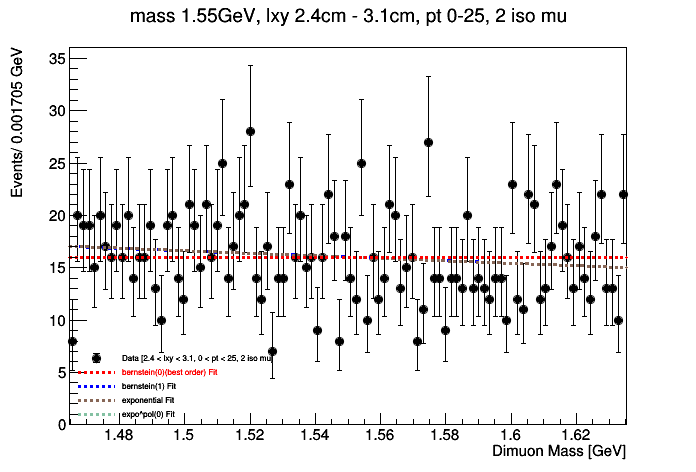 mass 1.55GeV, lxy 2.4cm - 3.1cm, pt 0-25, 2 iso mu
Events/ 0.001705 GeV
35
30
25
20
15
10
5
0
Data [2.4 < lxy < 3.1, 0 < pt < 25, 2 iso mu
bernstein(0)(best order) Fit
bernstein(1) Fit
exponential Fit
expo*pol(0) Fit
1.48 1.5 1.52 1.54 1.56 1.58 1.6 1.62
Dimuon Mass [GeV]